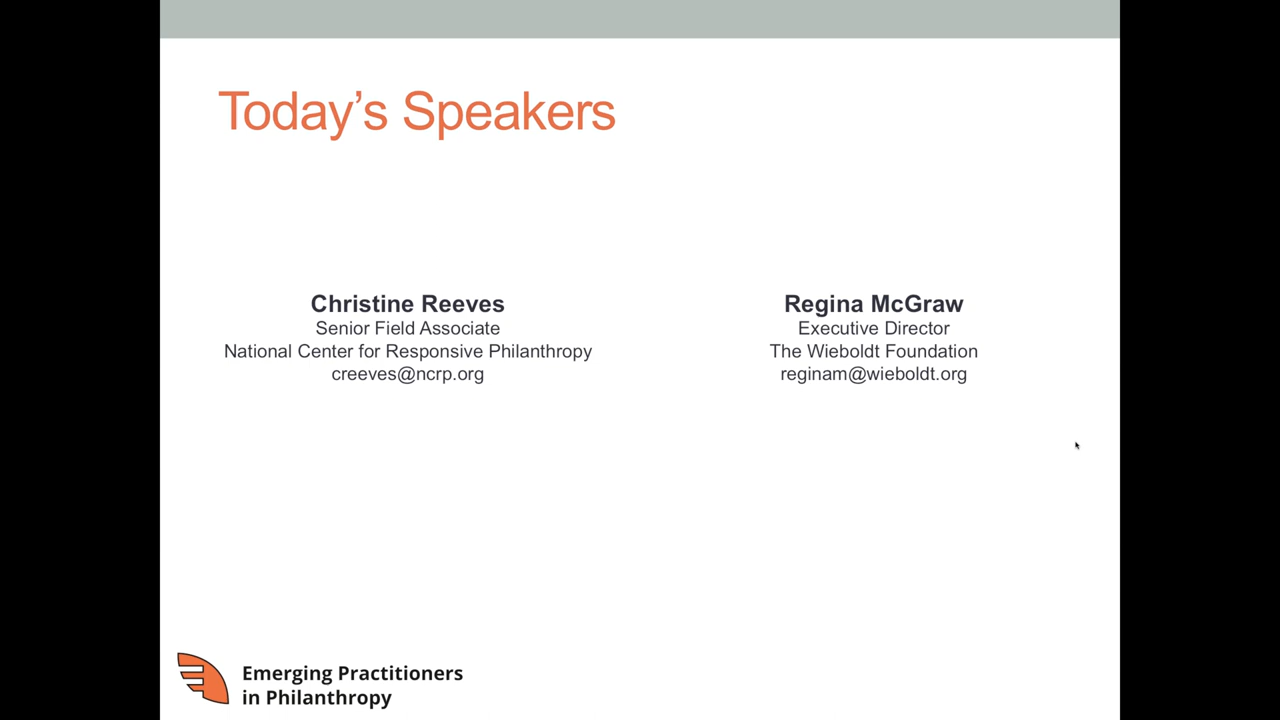 Today’s Speakers
Christine Reeves
Senior Field Associate
National Center for Responsive Philanthropy
creeves@ncrp.org
Regina McGraw
Executive Director
The Wieboldt Foundation
reginam@wieboldt.org
Emerging Practitioners
in Philanthropy